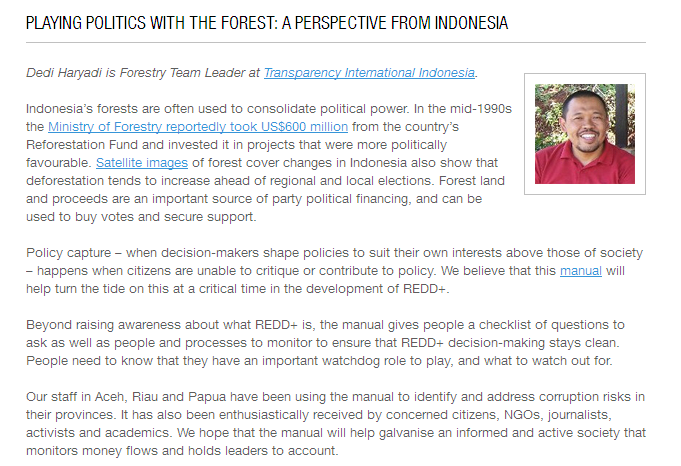 PLAYING POLITICS WITH THE FOREST: A PERSPECTIVE FROM INDONESIA
Dedi Haryadi is Forestry Team Leader at Transparency International Indonesia.
Indonesia's forests are often used to consolidate political power. In the mid-1990s
the Ministry of Forestry reportedly took US$600 million from the country's
Reforestation Fund and invested it in projects that were more politically
favourable. Satellite images of forest cover changes in Indonesia also show that
deforestation tends to increase ahead of regional and local elections. Forest land
and proceeds are an important source of party political financing, and can be
used to buy votes and secure support.
Policy capture – when decision-makers shape policies to suit their own interests above those of society
– happens when citizens are unable to critique or contribute to policy. We believe that this manual will
help turn the tide on this at a critical time in the development of REDD+.
Beyond raising awareness about what REDD+ is, the manual gives people a checklist of questions to
ask as well as people and processes to monitor to ensure that REDD+ decision-making stays clean.
People need to know that they have an important watchdog role to play, and what to watch out for.
Our staff in Aceh, Riau and Papua have been using the manual to identify and address corruption risks in
their provinces. It has also been enthusiastically received by concerned citizens, NGOs, journalists,
activists and academics. We hope that the manual will help galvanise an informed and active society that
monitors money flows and holds leaders to account.